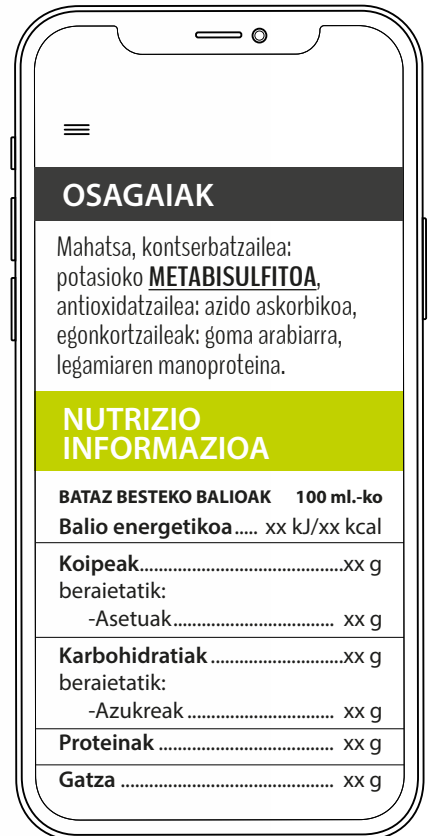 OSAGAIAK
Mahatsa, kontserbatzailea:
potasioko METABISULFITOA,
antioxidatzailea: azido askorbikoa,
egonkortzaileak: goma arabiarra,
legamiaren manoproteina.
NUTRIZIO
INFORMAZIOA
BATAZ BESTEKO BALIOAK 100 ml.-ko
Balio energetikoa..... xx kJ/xx kcal
Koipeak..........................................xx g
beraietatik:
-Asetuak................................. xx g
Karbohidratiak ...........................xx g
beraietatik:
-Azukreak .............................. xx g
Proteinak .................................... xx g
Gatza ............................................ xx g